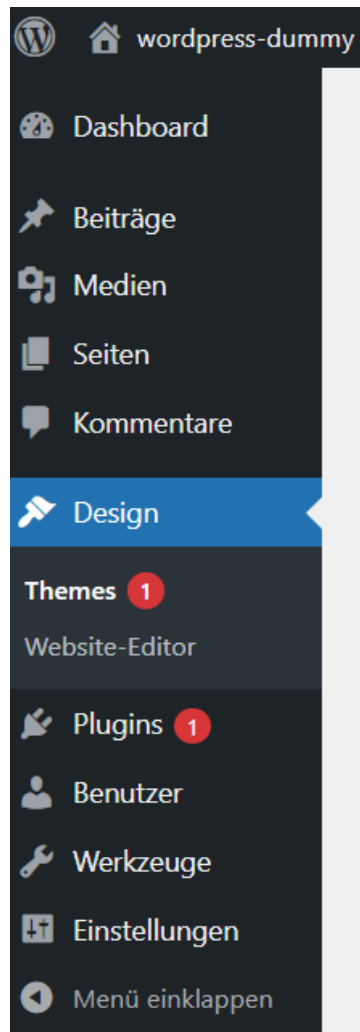 wordpress-dummy
Dashboard
Beiträge
Medien
Seiten
Kommentare
Design
Themes 1
Website-Editor
Plugins 1
Benutzer
Werkzeuge
Einstellungen
Menü einklappen